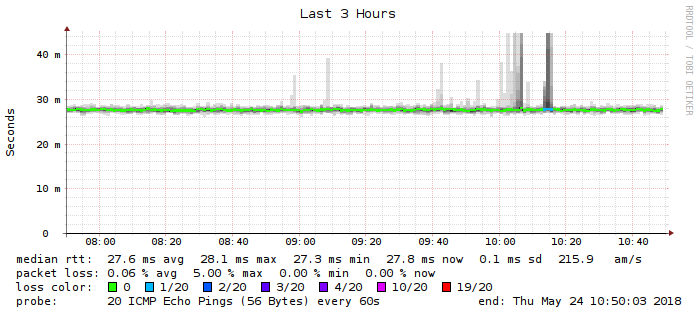 Last 3 Hours
RRDTOOL / TOBI OETIKER
Seconds
40 m
30 m
20 m
10 m
0
08:00 08:20 08:40 09:00 09:20 09:40 10:00 10:20 10:40
median rtt: 27.6 ms avg 28.1 ms max 27.3 ms min 27.8 ms now 0.1 ms sd 215.9 am/s
packet loss: 0.06 % avg 5.00 % max 0.00 % min 0.00 % now
loss color: 0 1/20 2/20 3/20 4/20 10/20 19/20
probe: 20 ICMP Echo Pings (56 Bytes) every 60s end: Thu May 24 10:50:03 2018